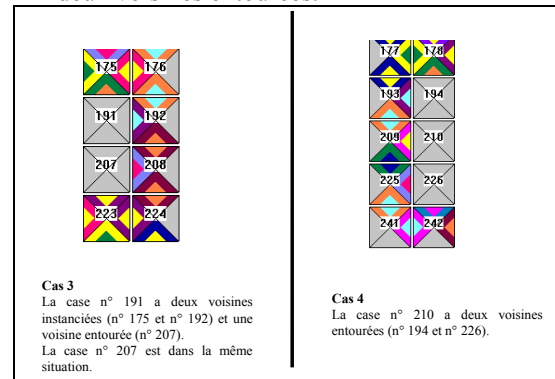 175 176
191 192
207 208
223 224
Cas 3
La case n° 191 a deux voisines
instanciées (n° 175 et n° 192) et une
voisine entourée (n° 207).
La case n° 207 est dans la même
situation.
177 178
193 194
209 210
225 226
241 242
Cas 4
La case n° 210 a deux voisines
entourées (n° 194 et n° 226).